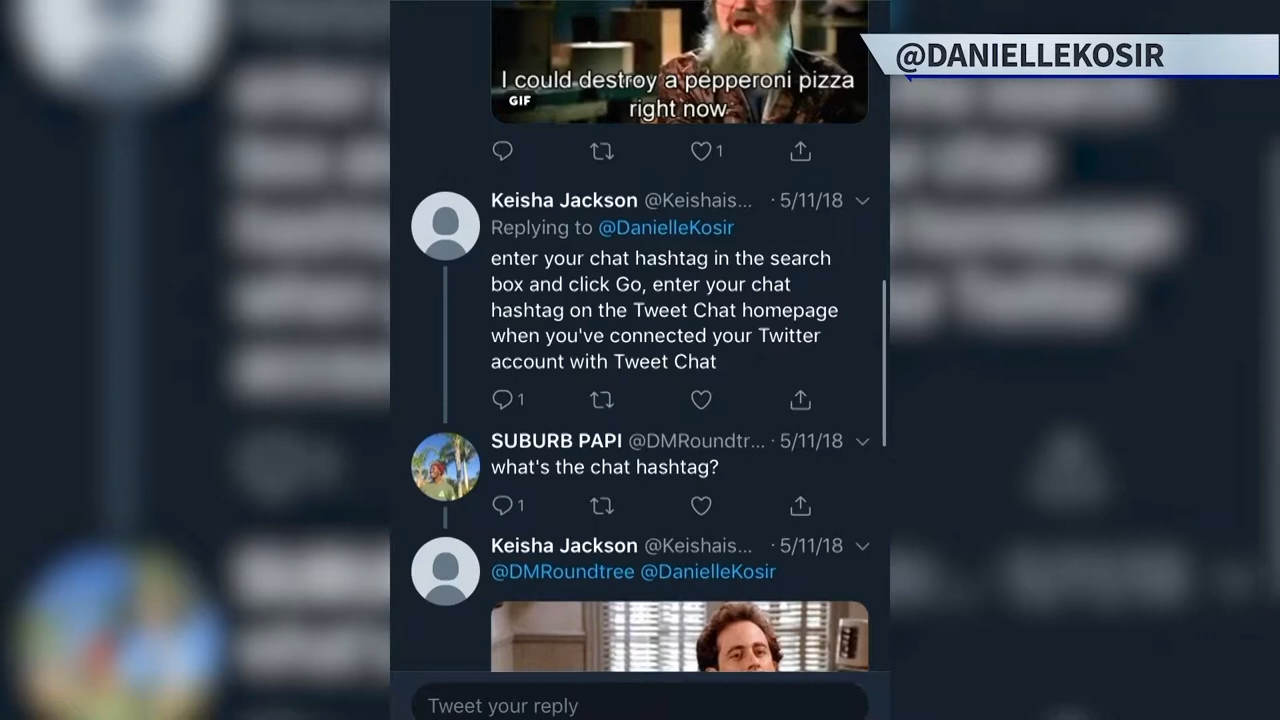 @DANIELLEKOSIR
I could destroy a pepperoni pizza
right now
GIF
1
Keisha Jackson @Keishais... · 5/11/18
Replying to @DanielleKosir
enter your chat hashtag in the search
box and click Go, enter your chat
hashtag on the Tweet Chat homepage
when you've connected your Twitter
account with Tweet Chat
1
SUBURB PAPI @DMRoundtr... · 5/11/18
what's the chat hashtag?
1
Keisha Jackson @Keishais... · 5/11/18
@DMRoundtree @DanielleKosir
Tweet your reply